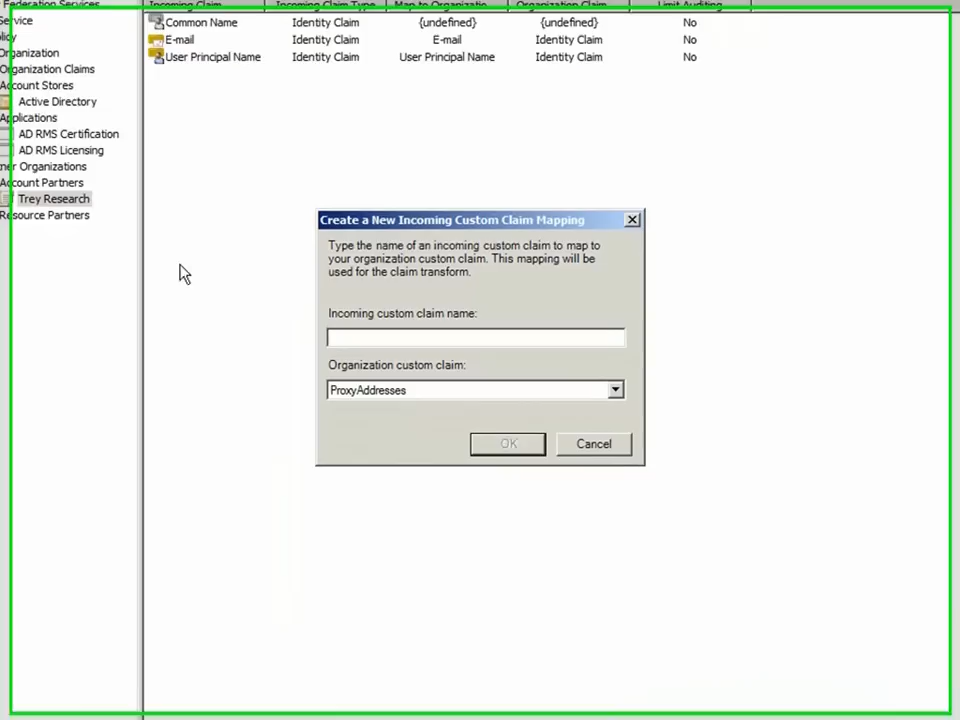 Federation Services
Service
olicy
Organization
Organization Claims
Account Stores
Active Directory
Applications
AD RMS Certification
AD RMS Licensing
ner Organizations
Account Partners
Trey Research
Resource Partners
Incoming Claim Incoming Claim Type Map to Organizatio... Organization Claim Limit Auditing
Common Name Identity Claim {undefined} {undefined} No
E-mail Identity Claim E-mail Identity Claim No
User Principal Name Identity Claim User Principal Name Identity Claim No
Create a New Incoming Custom Claim Mapping
Type the name of an incoming custom claim to map to
your organization custom claim. This mapping will be
used for the claim transform.
Incoming custom claim name:
Organization custom claim:
ProxyAddresses
OK Cancel